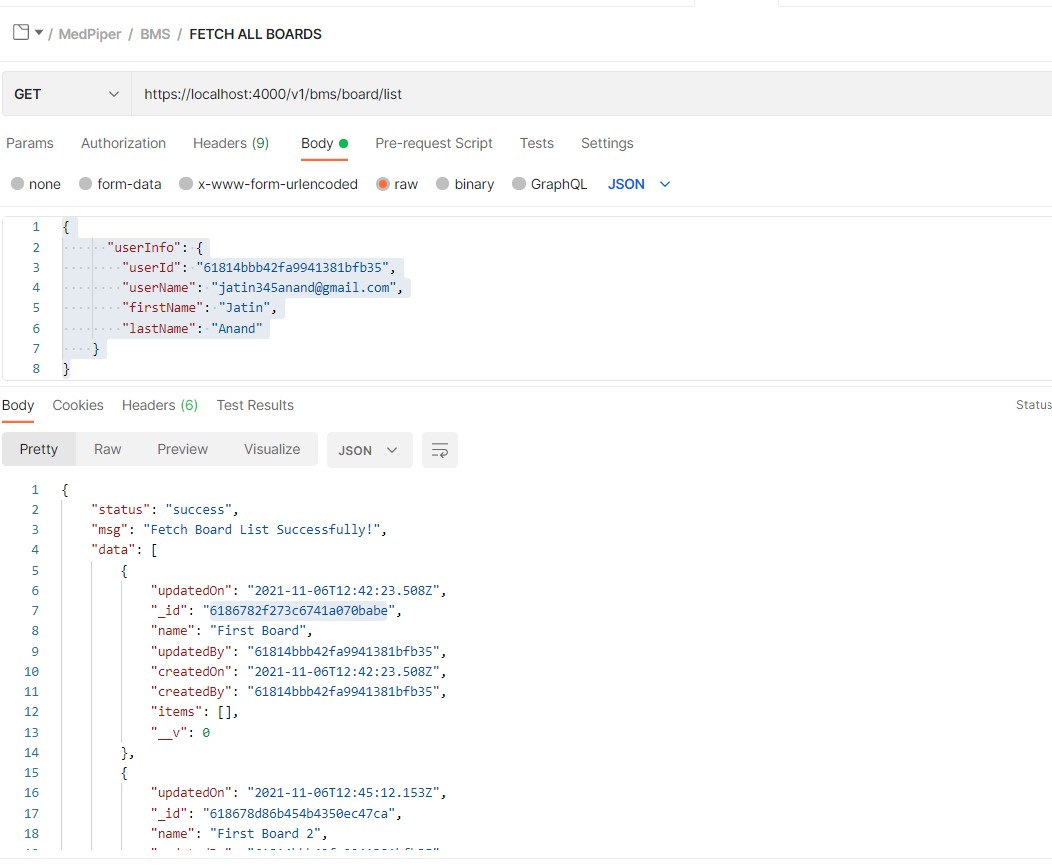 / MedPiper / BMS / FETCH ALL BOARDS
GET https://localhost:4000/v1/bms/board/list
Params Authorization Headers (9) Body Pre-request Script Tests Settings
none form-data x-www-form-urlencoded raw binary GraphQL JSON
1 {
2 "userInfo": {
3 "userId": "61814bbb42fa9941381bfb35",
4 "userName": "jatin345anand@gmail.com",
5 "firstName": "Jatin",
6 "lastName": "Anand"
7 }
8 }
Body Cookies Headers (6) Test Results Status
Pretty Raw Preview Visualize JSON
1 {
2 "status": "success",
3 "msg": "Fetch Board List Successfully!",
4 "data": [
5 {
6 "updatedOn": "2021-11-06T12:42:23.508Z",
7 "_id": "6186782f273c6741a070babe",
8 "name": "First Board",
9 "updatedBy": "61814bbb42fa9941381bfb35",
10 "createdOn": "2021-11-06T12:42:23.508Z",
11 "createdBy": "61814bbb42fa9941381bfb35",
12 "items": [],
13 "__v": 0
14 },
15 {
16 "updatedOn": "2021-11-06T12:45:12.153Z",
17 "_id": "618678d86b454b4350ec47ca",
18 "name": "First Board 2",